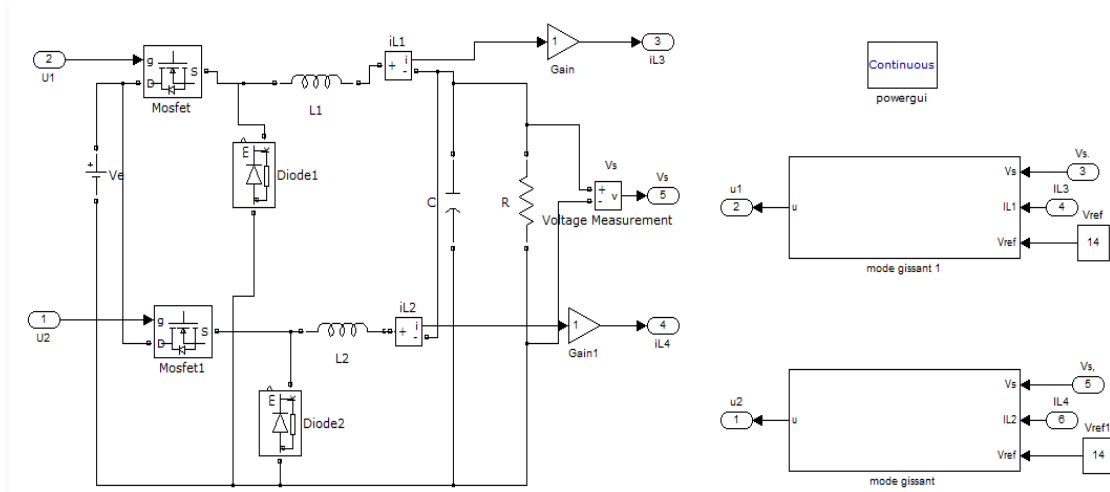 2
U1
g
D
S
Mosfet
L1
iL1
+
-
i
1
Gain
3
iL3
Continuous
powergui
+
Ve
E
K
Diode1
C
R
Vs
+
-
v
Voltage Measurement
Vs
5
1
U2
g
D
S
Mosfet1
L2
iL2
+
-
i
1
Gain1
4
iL4
E
K
Diode2
u1
2
u
Vs
IL1
Vref
mode gissant 1
Vs.
3
IL3
4
Vref
14
u2
1
u
Vs
IL2
Vref
mode gissant
Vs,
5
IL4
6
Vref1
14